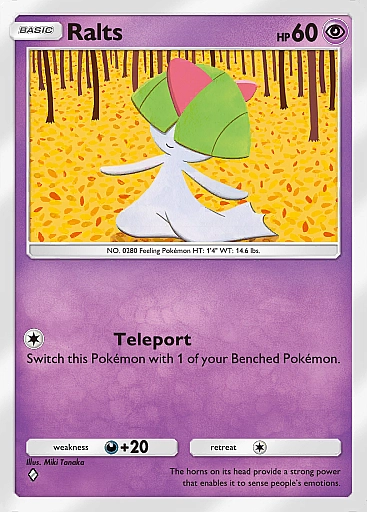 BASIC Ralts HP 60
NO. 0280 Feeling Pokémon HT: 1'4" WT: 14.6 lbs.
Teleport
Switch this Pokémon with 1 of your Benched Pokémon.
weakness +20 retreat
Illus. Miki Tanaka
The horns on its head provide a strong power
that enables it to sense people's emotions.